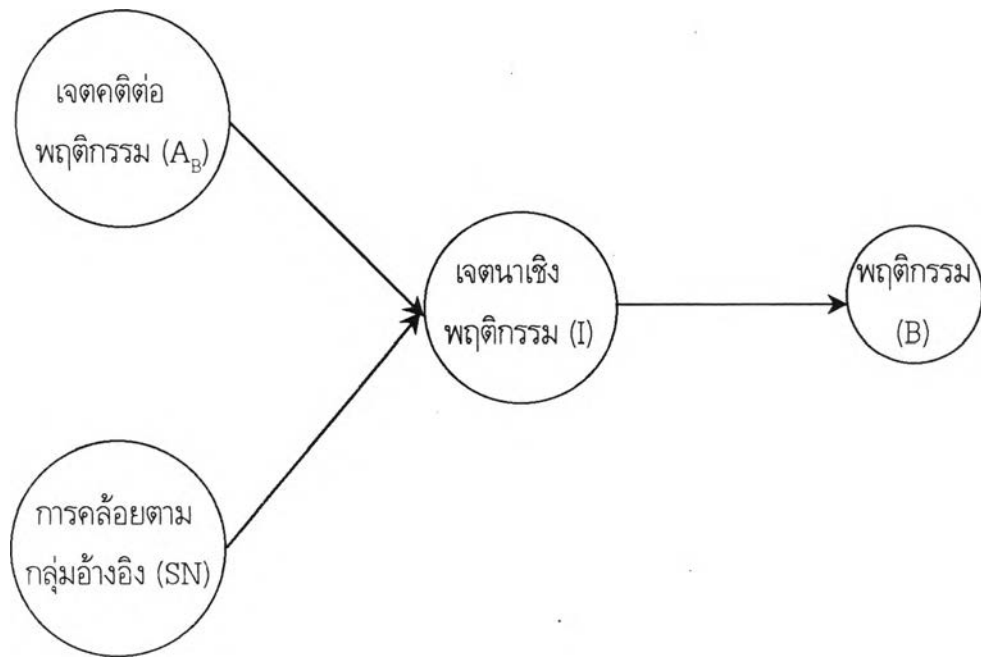 เจตคติต่อ
พฤติกรรม (A_B)
เจตนาเชิง
พฤติกรรม (I)
พฤติกรรม
(B)
การคล้อยตาม
กลุ่มอ้างอิง (SN)